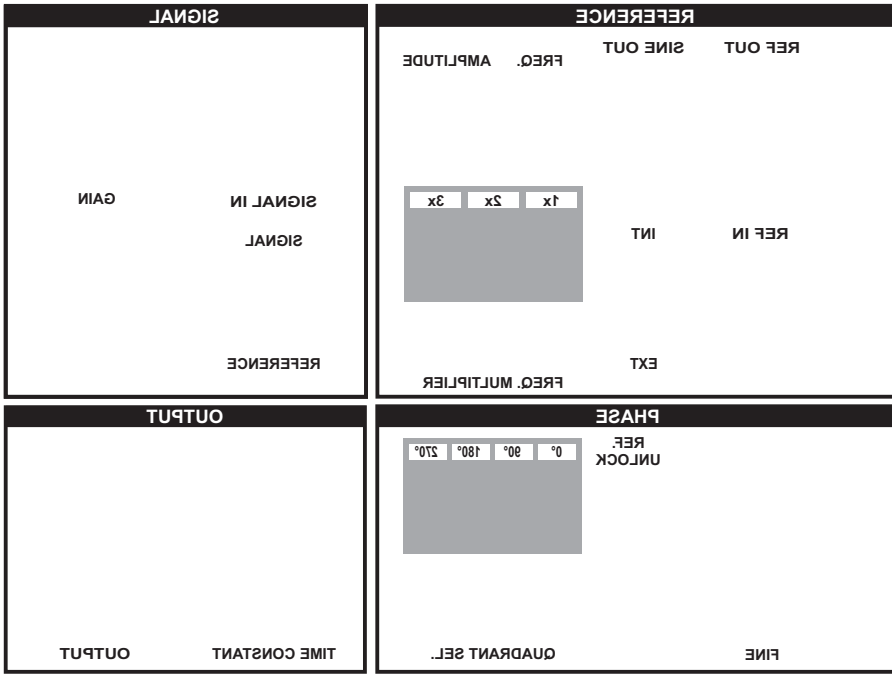 REFERENCE
REF OUT
SINE OUT
FREQ.
AMPLITUDE
1x
2x
3x
REF IN
INT
EXT
FREQ. MULTIPLIER
SIGNAL
SIGNAL IN
GAIN
SIGNAL
REFERENCE
PHASE
REF.
UNLOCK
0°
90°
180°
270°
FINE
QUADRANT SEL.
OUTPUT
TIME CONSTANT
OUTPUT